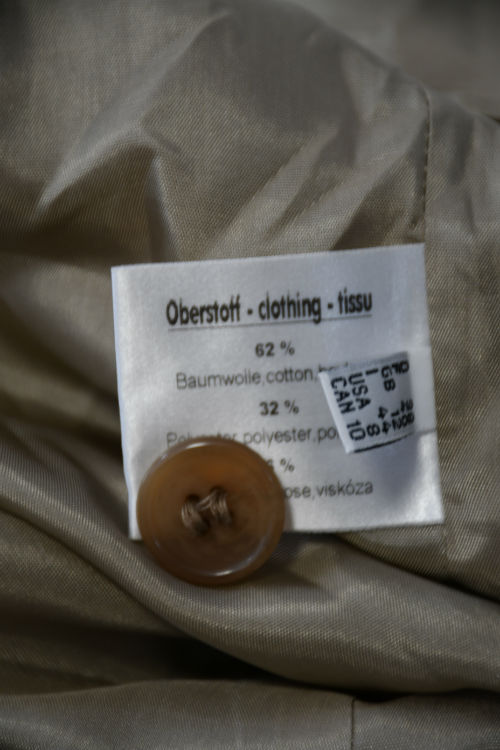 Oberstoff - clothing - tissu
62 %
Baumwolle,cotton,
32 %
Polyester,polyester,po
%
ose,viskóza
GB 12
I 44
USA 8
CAN 10